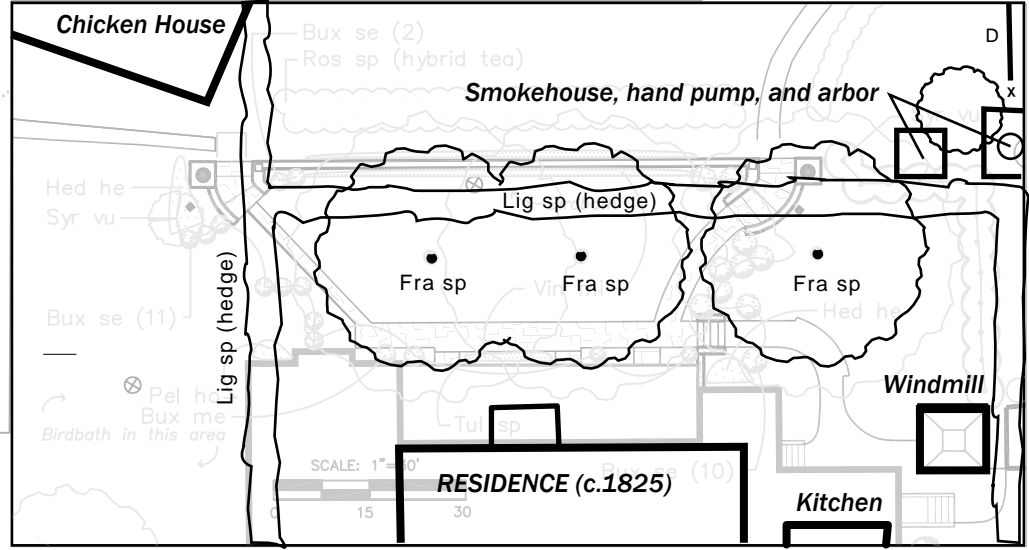 Chicken House
Bux se (2)
Ros sp (hybrid tea)
D
Smokehouse, hand pump, and arbor
x
vu
Hed he
Syr vu
Lig sp (hedge)
Fra sp
Fra sp
Fra sp
Vin
Hed he
Bux se (11)
Lig sp (hedge)
Pel ho
Bux me
Birdbath in this area
Tul sp
Windmill
SCALE: 1"=30'
RESIDENCE (c.1825)
Bux se (10)
Kitchen
0 15 30